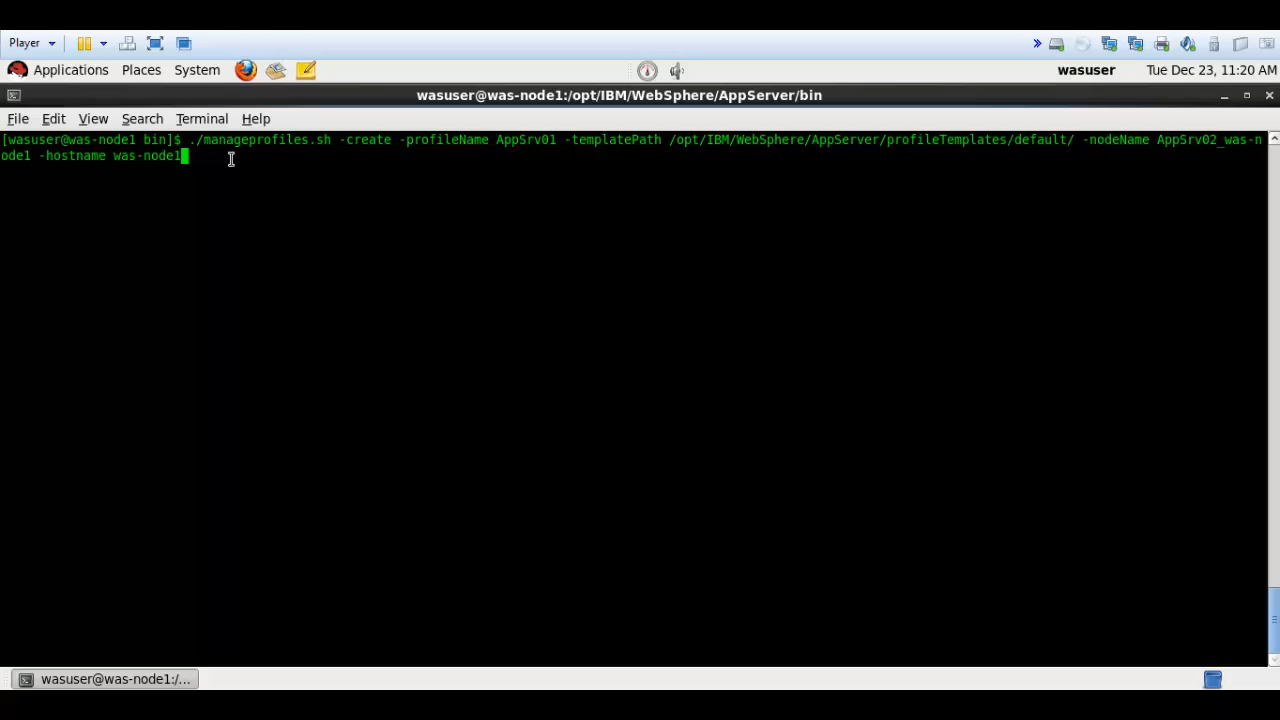 Player
Applications Places System wasuser Tue Dec 23, 11:20 AM
wasuser@was-node1:/opt/IBM/WebSphere/AppServer/bin
File Edit View Search Terminal Help
[wasuser@was-node1 bin]$ ./manageprofiles.sh -create -profileName AppSrv01 -templatePath /opt/IBM/WebSphere/AppServer/profileTemplates/default/ -nodeName AppSrv02_was-n
ode1 -hostname was-node1
wasuser@was-node1:/...